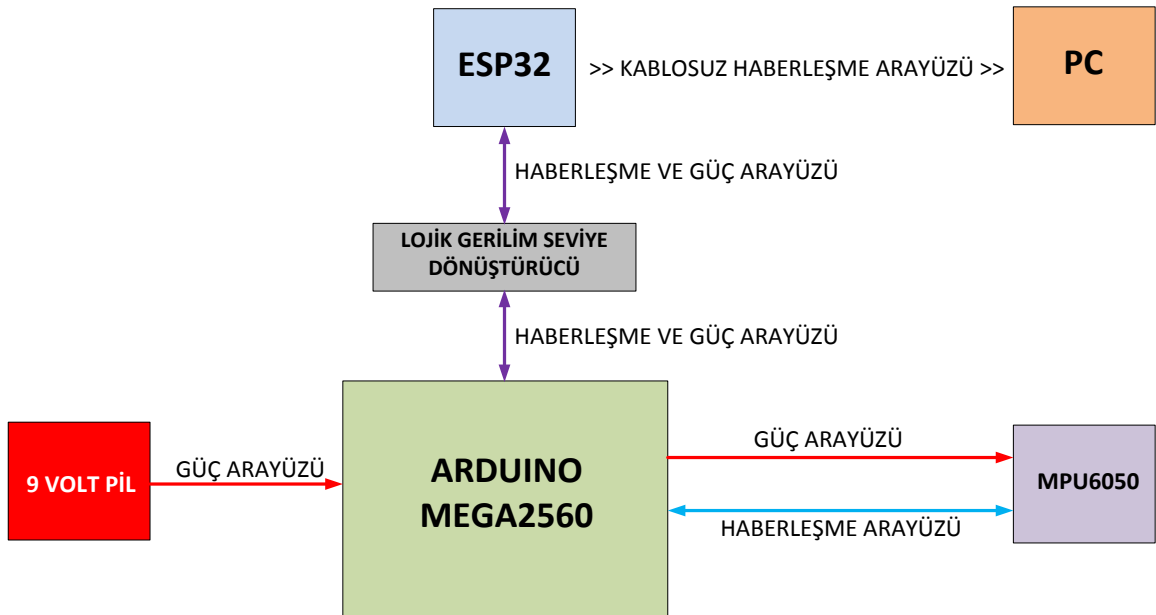 ESP32
>> KABLOSUZ HABERLEŞME ARAYÜZÜ >>
PC
HABERLEŞME VE GÜÇ ARAYÜZÜ
LOJİK GERİLİM SEVİYE
DÖNÜŞTÜRÜCÜ
HABERLEŞME VE GÜÇ ARAYÜZÜ
9 VOLT PİL
GÜÇ ARAYÜZÜ
ARDUINO
MEGA2560
GÜÇ ARAYÜZÜ
HABERLEŞME ARAYÜZÜ
MPU6050